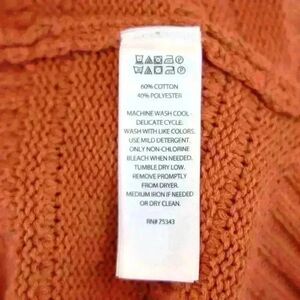 60% COTTON
40% POLYESTER
MACHINE WASH COOL
DELICATE CYCLE.
WASH WITH LIKE COLORS.
USE MILD DETERGENT
ONLY NON-CHLORINE
BLEACH WHEN NEEDED.
TUMBLE DRY LOW.
REMOVE PROMPTLY
FROM DRYER.
MEDIUM IRON IF NEEDED
OR DRY CLEAN.
RN# 75343